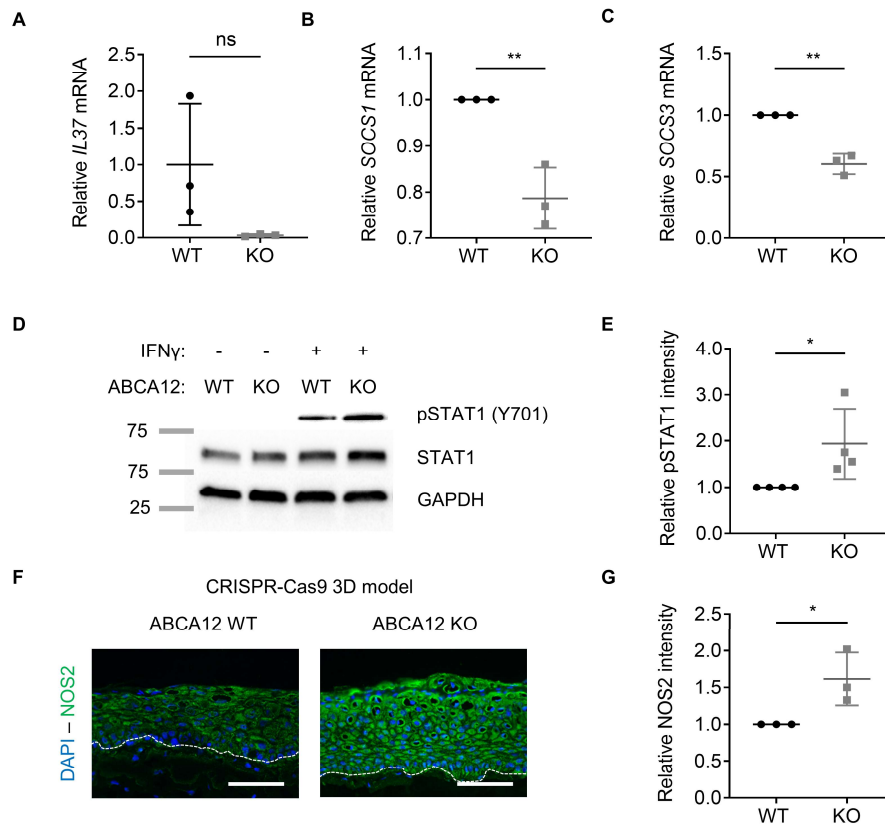 A
Relative IL37 mRNA
2.5
2.0
1.5
1.0
0.5
0.0
ns
WT
KO
B
Relative SOCS1 mRNA
1.1
1.0
0.9
0.8
0.7
**
WT
KO
C
Relative SOCS3 mRNA
1.5
1.0
0.5
0.0
**
WT
KO
D
IFNγ: - - + +
ABCA12: WT KO WT KO
pSTAT1 (Y701)
75
STAT1
75
GAPDH
25
E
Relative pSTAT1 intensity
4.0
3.0
2.0
1.0
0.0
*
WT
KO
F
CRISPR-Cas9 3D model
ABCA12 WT
ABCA12 KO
DAPI – NOS2
G
Relative NOS2 intensity
2.5
2.0
1.5
1.0
0.5
0.0
*
WT
KO